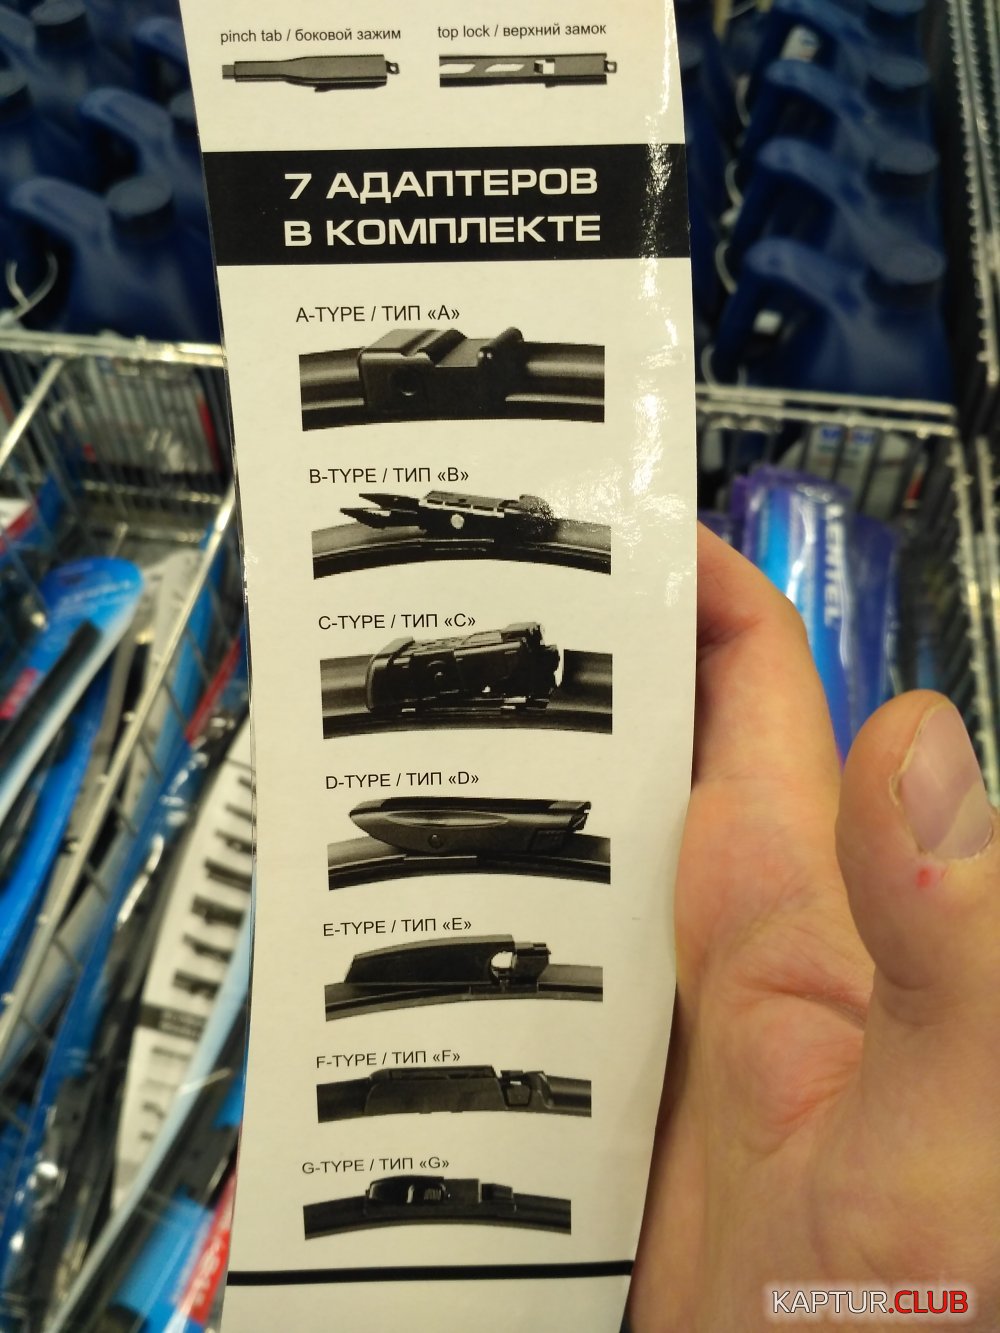 pinch tab / боковой зажим
top lock / верхний замок
7 АДАПТЕРОВ
В КОМПЛЕКТЕ
A-TYPE / ТИП «A»
B-TYPE / ТИП «B»
C-TYPE / ТИП «C»
D-TYPE / ТИП «D»
E-TYPE / ТИП «E»
F-TYPE / ТИП «F»
G-TYPE / ТИП «G»
KAPTUR.CLUB